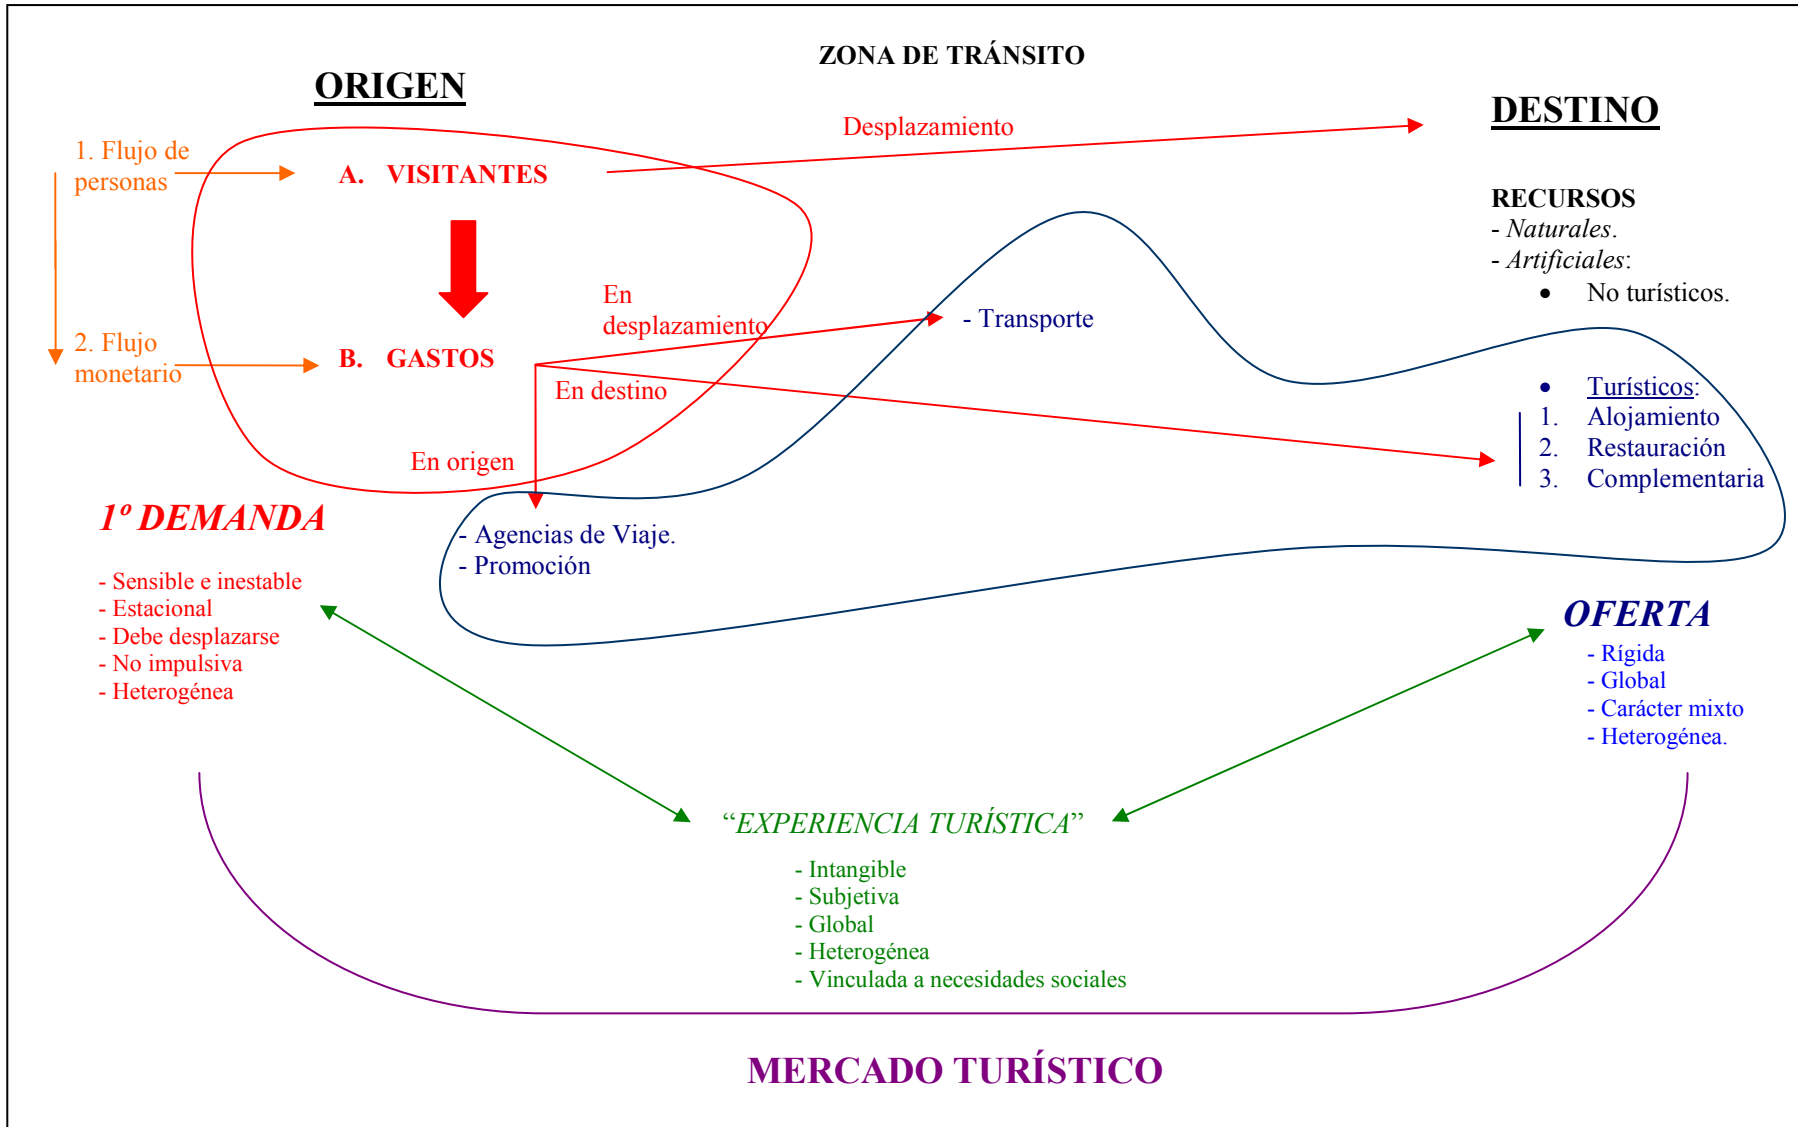 ZONA DE TRÁNSITO
ORIGEN
DESTINO
Desplazamiento
1. Flujo de
personas
A. VISITANTES
RECURSOS
- Naturales.
- Artificiales:
• No turísticos.
En
desplazamiento
- Transporte
2. Flujo
monetario
B. GASTOS
En destino
• Turísticos:
1. Alojamiento
2. Restauración
3. Complementaria
En origen
1º DEMANDA
- Agencias de Viaje.
- Promoción
- Sensible e inestable
- Estacional
- Debe desplazarse
- No impulsiva
- Heterogénea
OFERTA
- Rígida
- Global
- Carácter mixto
- Heterogénea.
“EXPERIENCIA TURÍSTICA”
- Intangible
- Subjetiva
- Global
- Heterogénea
- Vinculada a necesidades sociales
MERCADO TURÍSTICO